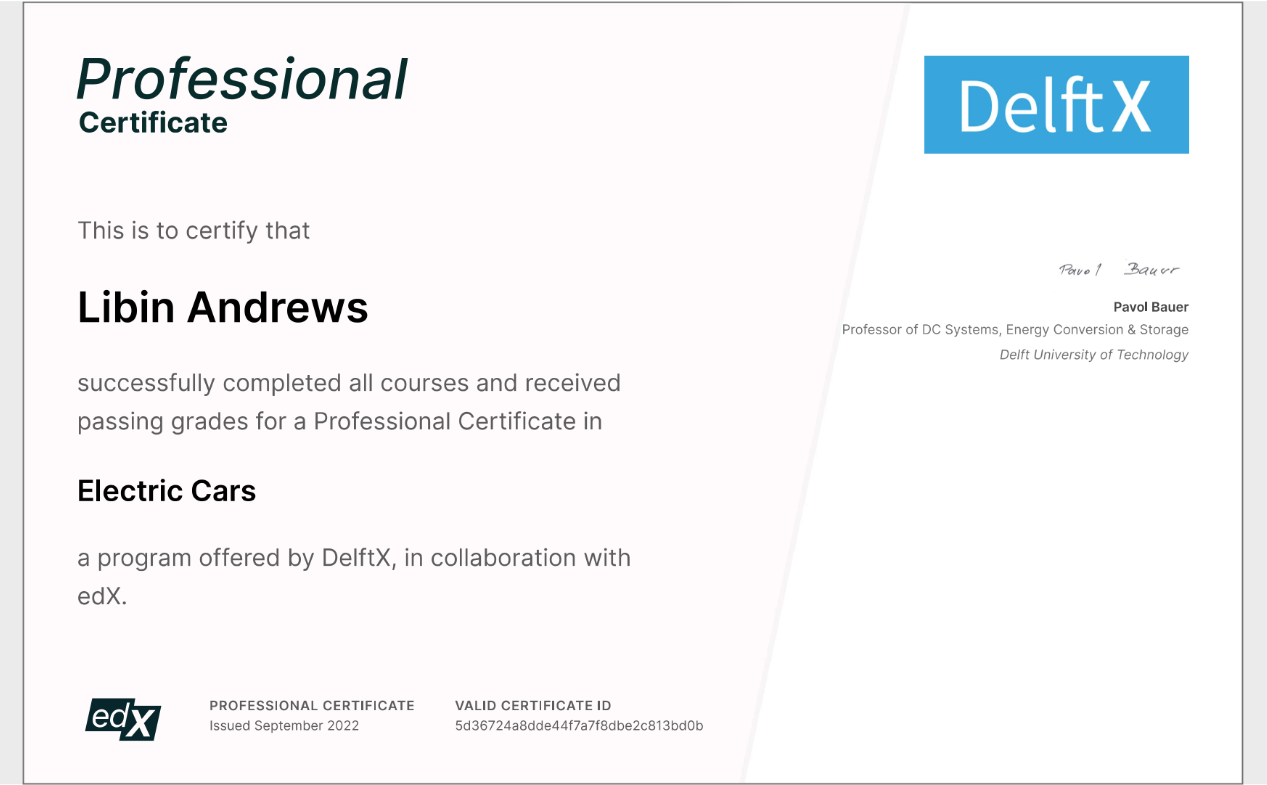 Professional
Certificate
DelftX
This is to certify that
Libin Andrews
successfully completed all courses and received
passing grades for a Professional Certificate in
Electric Cars
a program offered by DelftX, in collaboration with
edX.
Pavol Bauer
Pavol Bauer
Professor of DC Systems, Energy Conversion & Storage
Delft University of Technology
edX
PROFESSIONAL CERTIFICATE
Issued September 2022
VALID CERTIFICATE ID
5d36724a8dde44f7a7f8dbe2c813bd0b